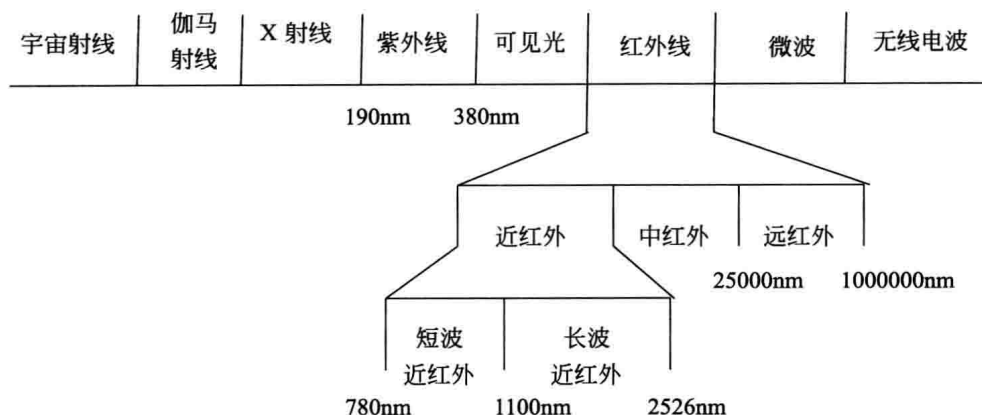 宇宙射线 伽马射线 X 射线 紫外线 可见光 红外线 微波 无线电波
190nm 380nm
近红外 中红外 远红外
25000nm 1000000nm
短波近红外 长波近红外
780nm 1100nm 2526nm